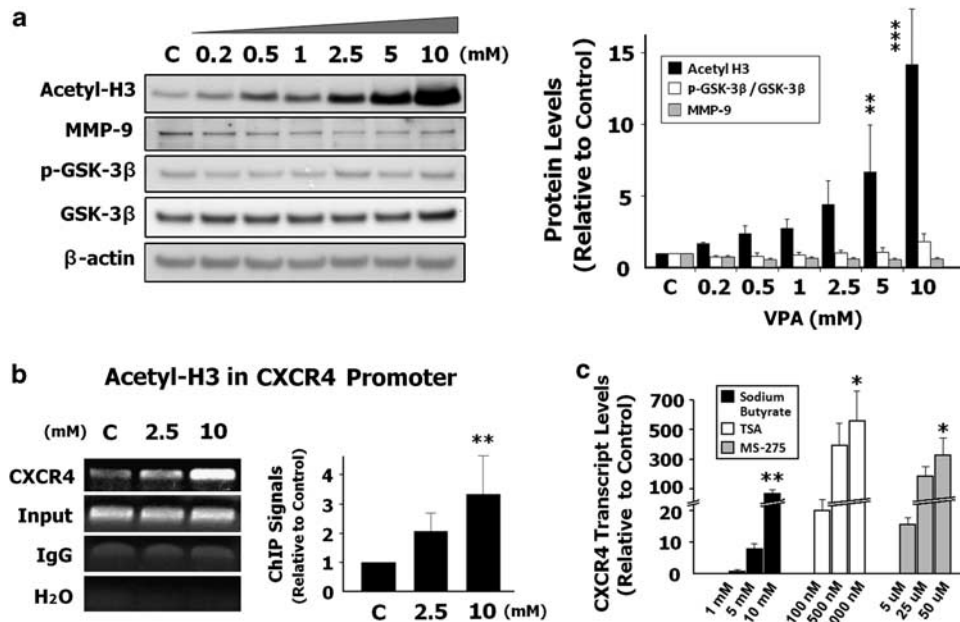 a
C 0.2 0.5 1 2.5 5 10 (mM)
Acetyl-H3
MMP-9
p-GSK-3β
GSK-3β
β-actin
Protein Levels
(Relative to Control)
15
10
5
1
0
Acetyl H3
p-GSK-3β/GSK-3β
MMP-9
**
***
C 0.2 0.5 1 2.5 5 10
VPA (mM)
b
Acetyl-H3 in CXCR4 Promoter
(mM) C 2.5 10
CXCR4
Input
IgG
H2O
ChIP Signals
(Relative to Control)
4
3
2
1
0
**
C 2.5 10 (mM)
c
CXCR4 Transcript Levels
(Relative to Control)
700
500
300
100
20
10
0
Sodium
Butyrate
TSA
MS-275
**
*
*
1 mM
5 mM
10 mM
100 nM
500 nM
000 nM
5 uM
25 uM
50 uM